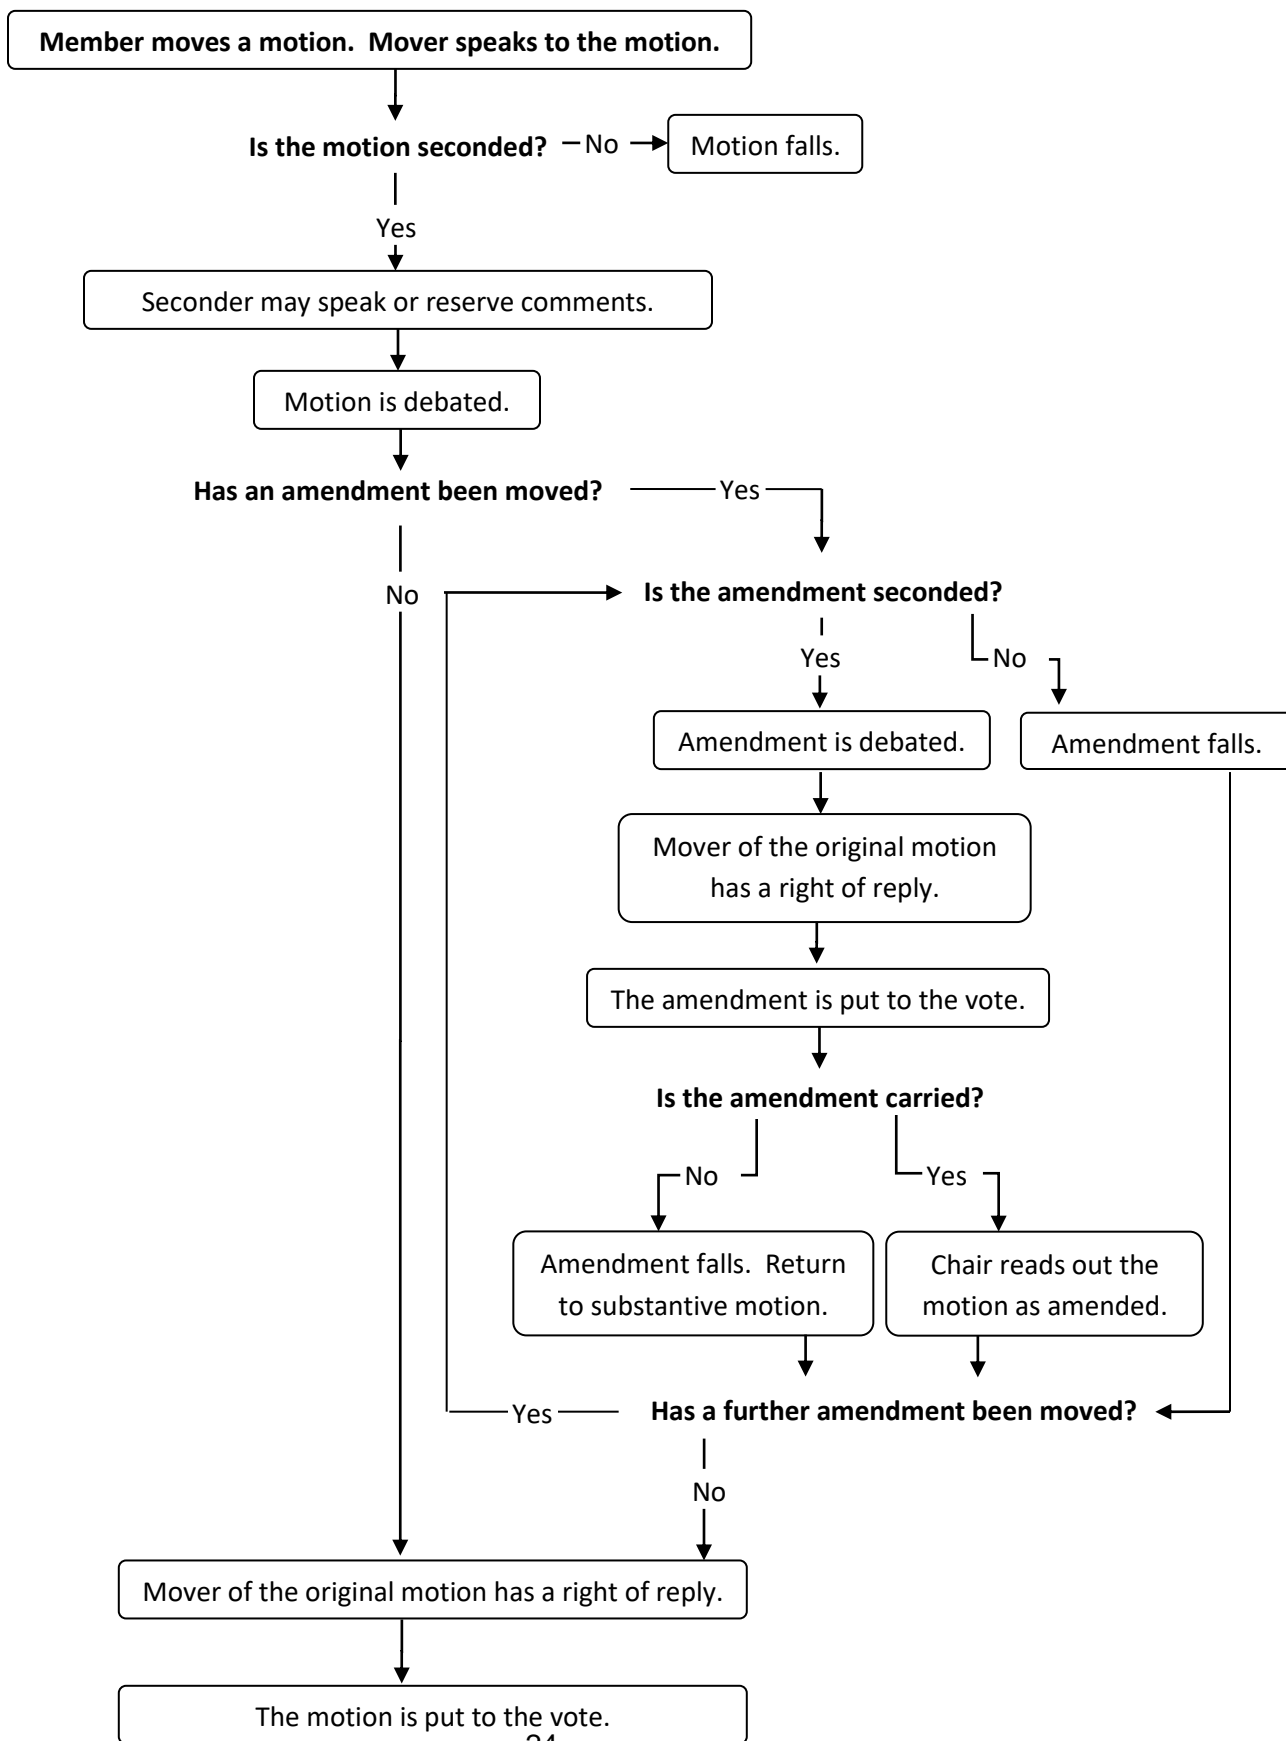 Member moves a motion.  Mover speaks to the motion.
Is the motion seconded?
No
Motion falls.
Yes
Seconder may speak or reserve comments.
Motion is debated.
Has an amendment been moved?
Yes
No
Is the amendment seconded?
Yes
No
Amendment is debated.
Amendment falls.
Mover of the original motion
has a right of reply.
The amendment is put to the vote.
Is the amendment carried?
No
Yes
Amendment falls.  Return
to substantive motion.
Chair reads out the
motion as amended.
Has a further amendment been moved?
Yes
No
Mover of the original motion has a right of reply.
The motion is put to the vote.